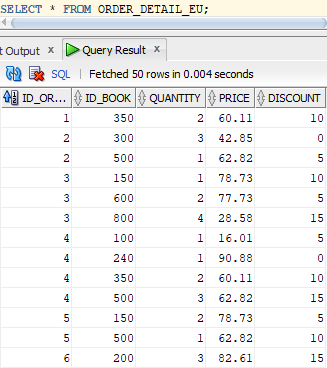 SELECT * FROM ORDER_DETAIL_EU;
t Output Query Result
SQL Fetched 50 rows in 0.004 seconds
ID_OR... ID_BOOK QUANTITY PRICE DISCOUNT
1 350 2 60.11 10
2 300 3 42.85 0
2 500 1 62.82 5
3 150 1 78.73 10
3 600 2 77.73 5
3 800 4 28.58 15
4 100 1 16.01 5
4 240 1 90.88 0
4 350 2 60.11 10
4 500 3 62.82 15
5 150 2 78.73 5
5 500 1 62.82 10
6 200 3 82.61 15